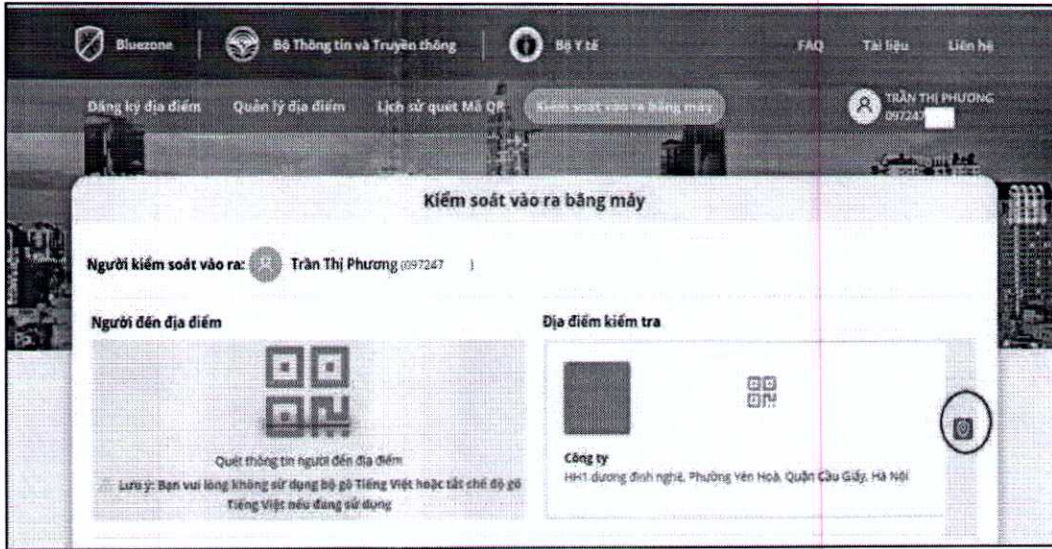 Bluezone
Bộ Thông tin và Truyền thông
Bộ Y tế
FAQ
Tài liệu
Liên hệ
Đăng ký địa điểm
Quản lý địa điểm
Lịch sử quét Mã QR
Kiểm soát vào ra bằng máy
TRẦN THỊ PHƯƠNG
097247
Kiểm soát vào ra bằng máy
Người kiểm soát vào ra: Trần Thị Phương (097247 )
Người đến địa điểm
Địa điểm kiểm tra
Quét thông tin người đến địa điểm
Lưu ý: Bạn vui lòng không sử dụng bộ gõ Tiếng Việt hoặc tắt chế độ gõ
Tiếng Việt nếu đang sử dụng
Công ty
HH1 dương đình nghệ, Phường Yên Hoà, Quận Cầu Giấy, Hà Nội